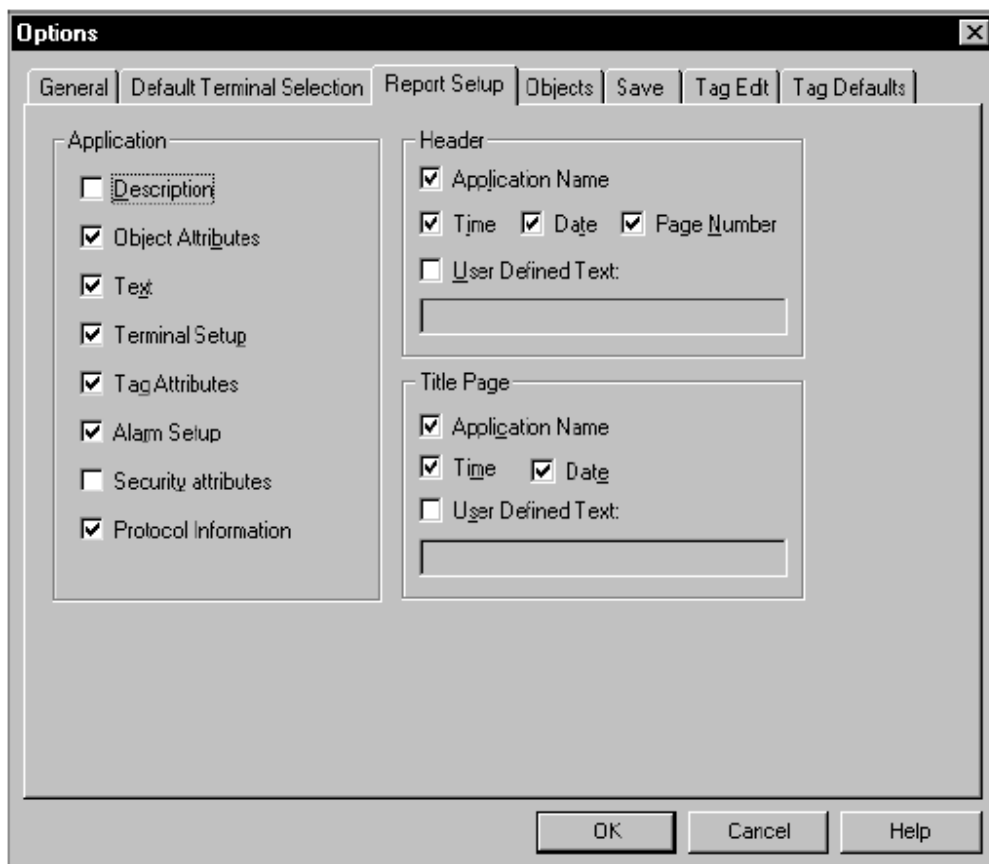 Options
General Default Terminal Selection Report Setup Objects Save Tag Edit Tag Defaults
Application
Description
Object Attributes
Text
Terminal Setup
Tag Attributes
Alarm Setup
Security attributes
Protocol Information
Header
Application Name
Time Date Page Number
User Defined Text:
Title Page
Application Name
Time Date
User Defined Text:
OK Cancel Help